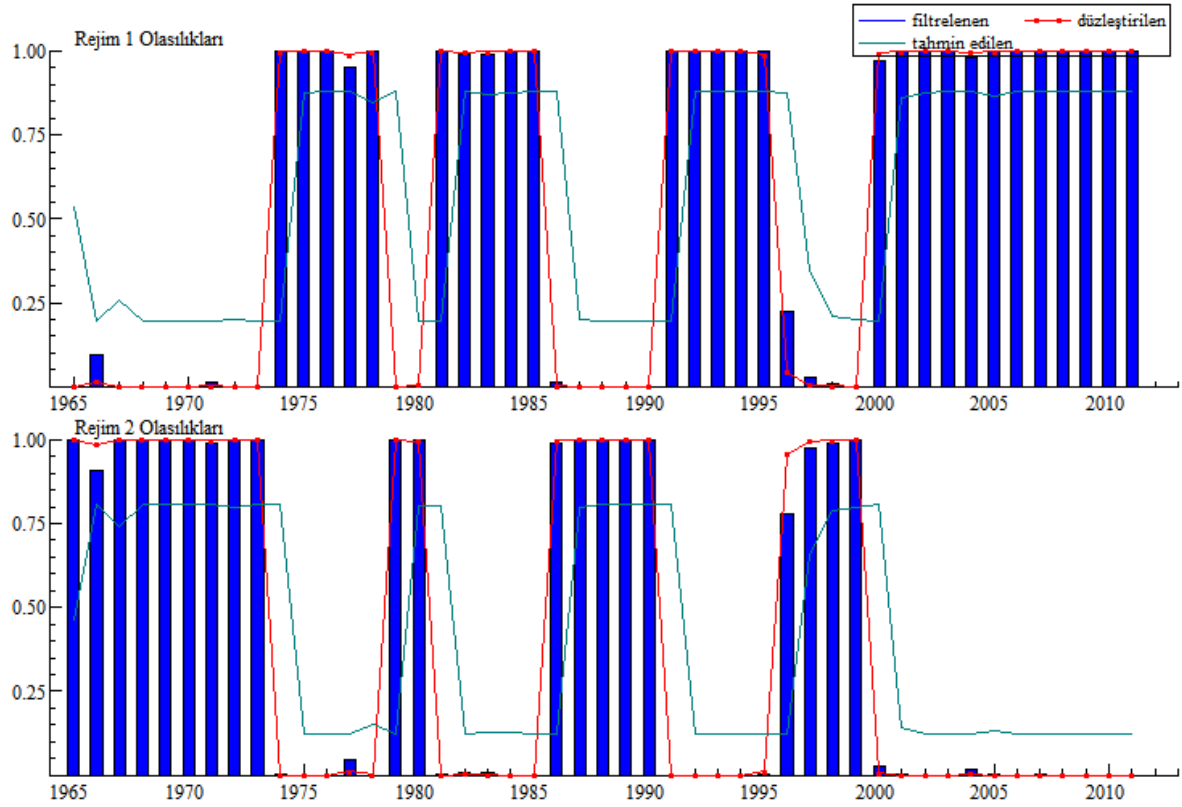 Rejim 1 Olasılıkları
filtrelenen düzleştirilen
tahmin edilen
1.00
0.75
0.50
0.25
1965 1970 1975 1980 1985 1990 1995 2000 2005 2010
Rejim 2 Olasılıkları
1.00
0.75
0.50
0.25
1965 1970 1975 1980 1985 1990 1995 2000 2005 2010